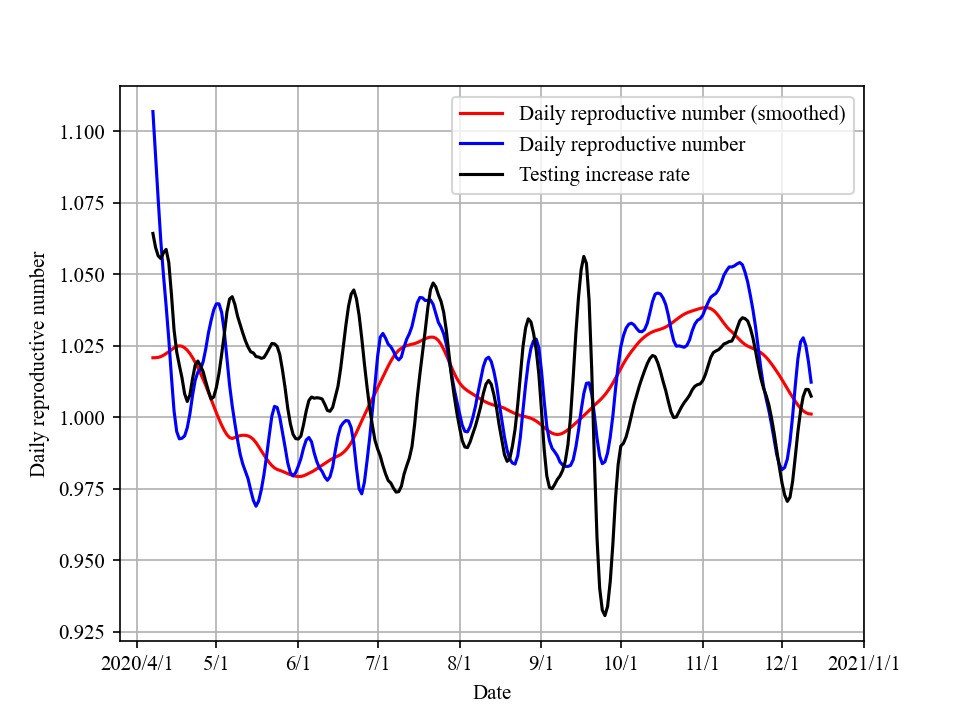 Daily reproductive number (smoothed)
Daily reproductive number
Testing increase rate
Daily reproductive number
1.100
1.075
1.050
1.025
1.000
0.975
0.950
0.925
2020/4/1 5/1 6/1 7/1 8/1 9/1 10/1 11/1 12/1 2021/1/1
Date